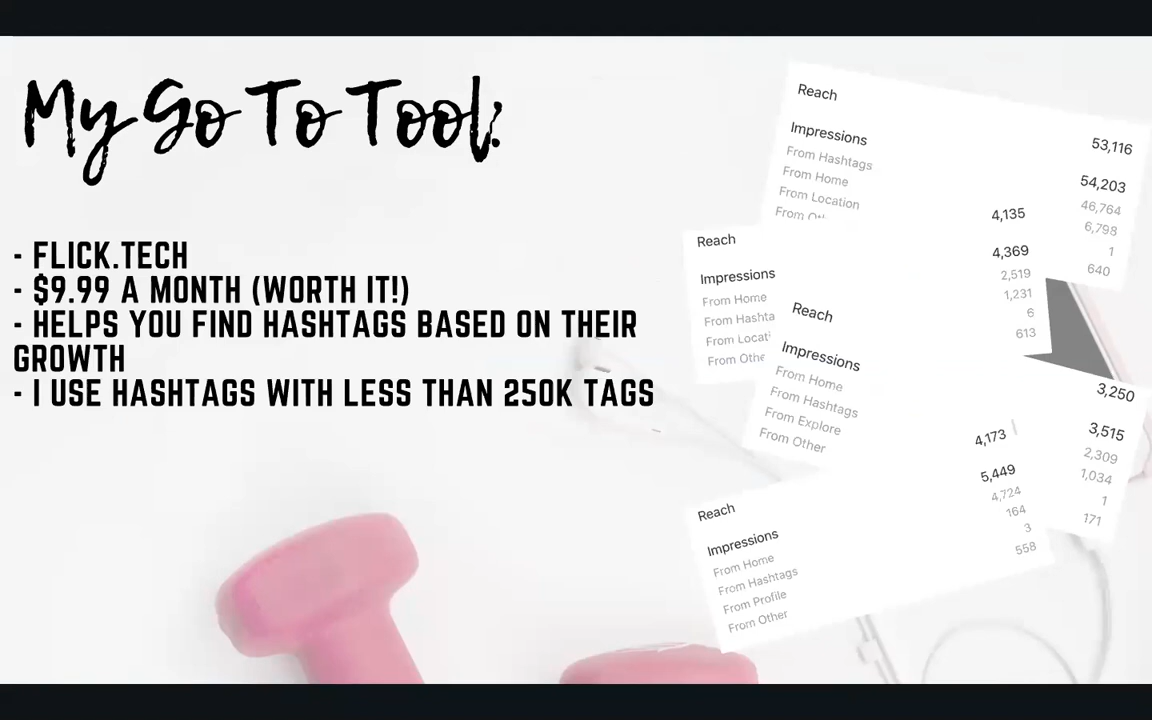 My Go To Tool:
- FLICK.TECH
- $9.99 A MONTH (WORTH IT!)
- HELPS YOU FIND HASHTAGS BASED ON THEIR
GROWTH
- I USE HASHTAGS WITH LESS THAN 250K TAGS
Reach 53,116
Impressions 54,203
From Hashtags 46,764
From Home 6,798
From Location 1
From 640
Reach 4,135
Impressions 4,369
From Home 2,519
From 1,231
From 6
From 613
Reach 3,250
Impressions 3,515
From Home 2,309
From Hashtags 1,034
From Explore 1
From Other 171
Reach 4,173
Impressions 5,449
From Home 4,724
From Hashtags 164
From Profile 3
From Other 558